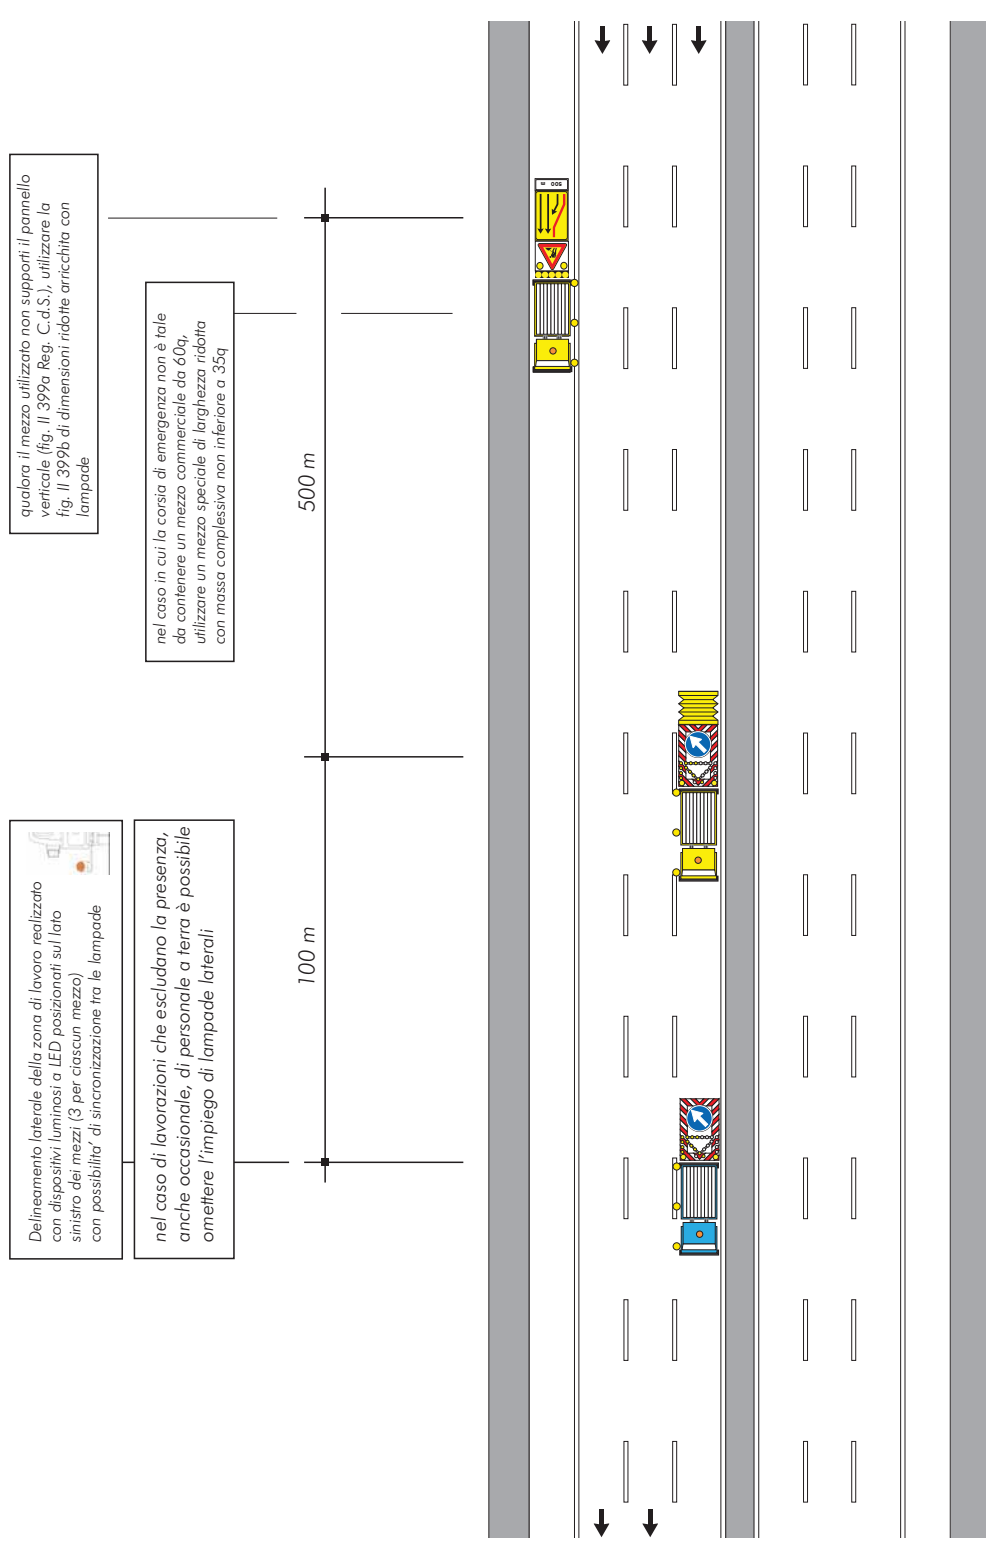 qualora il mezzo utilizzato non supporti il pannello
verticale (fig. II 399a Reg. C.d.S.), utilizzare la
fig. II 399b di dimensioni ridotte arricchita con
lampade
nel caso in cui la corsia di emergenza non è tale
da contenere un mezzo commerciale da 60q,
utilizzare un mezzo speciale di larghezza ridotta
con massa complessiva non inferiore a 35q
500 m
500 m
Delineamento laterale della zona di lavoro realizzato
con dispositivi luminosi a LED posizionati sul lato
sinistro dei mezzi (3 per ciascun mezzo)
con possibilita' di sincronizzazione tra le lampade
nel caso di lavorazioni che escludano la presenza,
anche occasionale, di personale a terra è possibile
omettere l'impiego di lampade laterali
100 m